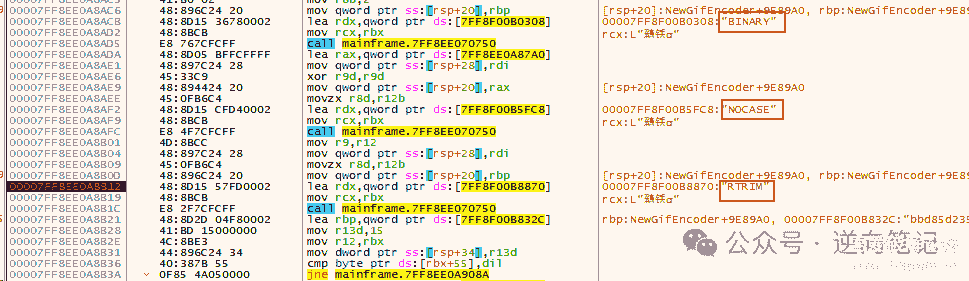 00007FF8EE0A8AC6 48:896C24 20 mov qword ptr ss:[rsp+20],rbp [rsp+20]:NewGifEncoder+9E89A0, rbp:NewGifEncoder+9E89
00007FF8EE0A8ACB 48:8D15 36780002 lea rdx,qword ptr ds:[7FF8F00B0308] 00007FF8F00B0308:"BINARY"
48:8BCB mov rcx,rbx
00007FF8EE0A8AD5 E8 767CFCFF call mainframe.7FF8EE070750
00007FF8EE0A8ADA 48:8D05 BFFCFFFF lea rax,qword ptr ds:[7FF8EE0A87A0]
00007FF8EE0A8AE1 48:897C24 28 mov qword ptr ss:[rsp+28],rdi
00007FF8EE0A8AE6 45:33C9 xor r9d,r9d
00007FF8EE0A8AE9 48:894424 20 mov qword ptr ss:[rsp+20],rax [rsp+20]:NewGifEncoder+9E89A0
00007FF8EE0A8AEE 45:0FB6C4 movzx r8d,r12b
48:8D15 CFD40002 lea rdx,qword ptr ds:[7FF8F00B5FC8] 00007FF8F00B5FC8:"NOCASE"
00007FF8EE0A8AF9 48:8BCB mov rcx,rbx
00007FF8EE0A8AFC E8 4F7CFCFF call mainframe.7FF8EE070750
00007FF8EE0A8B01 4D:8BCC mov r9,r12
00007FF8EE0A8B04 48:897C24 28 mov qword ptr ss:[rsp+28],rdi
00007FF8EE0A8B09 45:0FB6C4 movzx r8d,r12b
00007FF8EE0A8B0D 48:896C24 20 mov qword ptr ss:[rsp+20],rbp [rsp+20]:NewGifEncoder+9E89A0, rbp:NewGifEncoder+9E89
00007FF8EE0A8B12 48:8D15 57FD0002 lea rdx,qword ptr ds:[7FF8F00B8870] 00007FF8F00B8870:"RTRIM"
00007FF8EE0A8B19 48:8BCB mov rcx,rbx
00007FF8EE0A8B1C E8 2F7CFCFF call mainframe.7FF8EE070750
00007FF8EE0A8B21 48:8D2D 04F80002 lea rbp,qword ptr ds:[7FF8F00B832C] rbp:NewGifEncoder+9E89A0, 00007FF8F00B832C:"bbd85d235
00007FF8EE0A8B28 41:BD 15000000 mov r13d,15
00007FF8EE0A8B2E 4C:8BE3 mov r12,rbx
00007FF8EE0A8B31 44:896C24 34 mov dword ptr ss:[rsp+34],r13d
00007FF8EE0A8B36 40:387B 55 cmp byte ptr ds:[rbx+55],dil
00007FF8EE0A8B3A 0F85 4A050000 jne mainframe.7FF8EE0A908A
公众号·逆向笔记